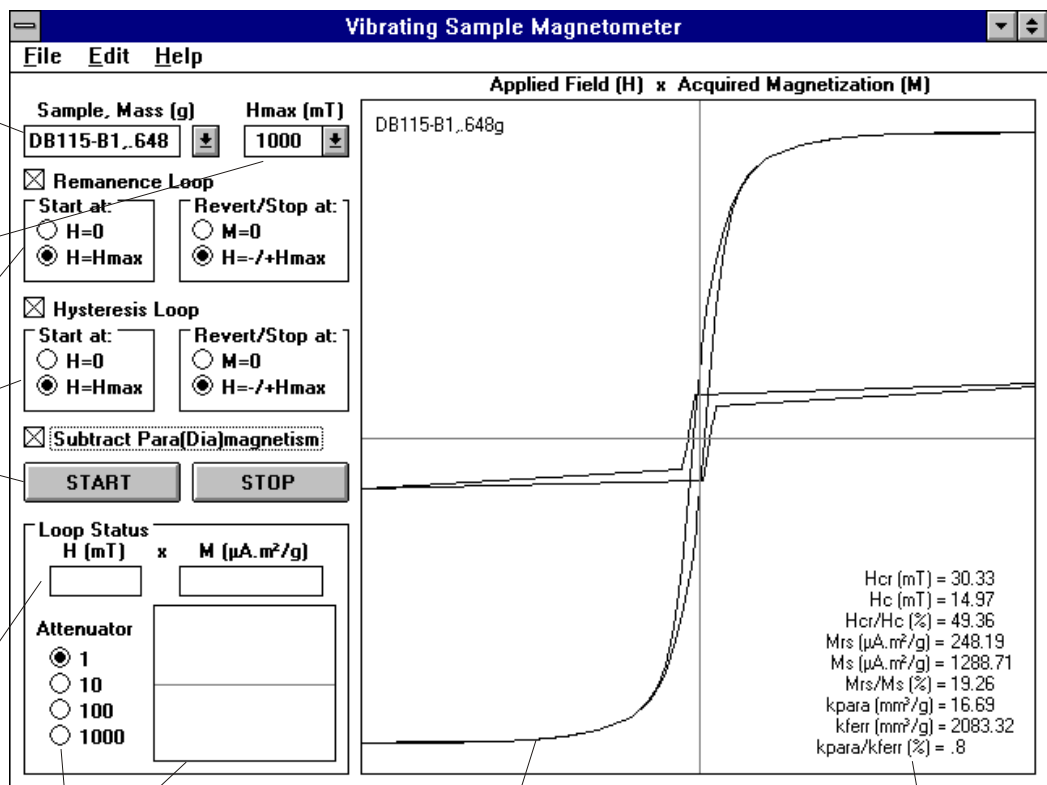 Vibrating Sample Magnetometer
File Edit Help
Applied Field (H) x Acquired Magnetization (M)
Sample, Mass (g) Hmax (mT)
DB115-B1,.648 1000
Remanence Loop
Start at: Revert/Stop at:
H=0 M=0
H=Hmax H=-/+Hmax
Hysteresis Loop
Start at: Revert/Stop at:
H=0 M=0
H=Hmax H=-/+Hmax
Subtract Para(Dia)magnetism
START STOP
Loop Status
H (mT) x M (µA.m²/g)
Attenuator
1
10
100
1000
DB115-B1,.648g
Hcr (mT) = 30.33
Hc (mT) = 14.97
Hcr/Hc (%) = 49.36
Mrs (µA.m²/g) = 248.19
Ms (µA.m²/g) = 1288.71
Mrs/Ms (%) = 19.26
kpara (mm³/g) = 16.69
kferr (mm³/g) = 2083.32
kpara/kferr (%) = .8